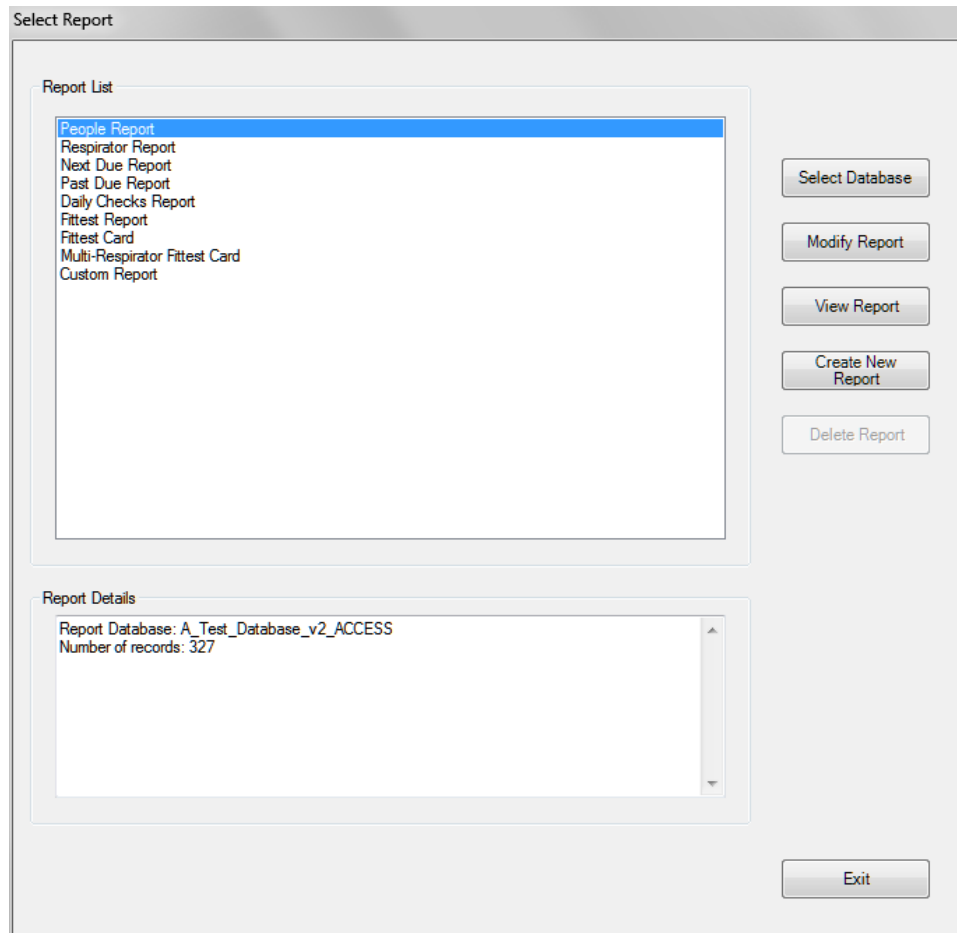 Select Report
Report List
People Report
Respirator Report
Next Due Report
Past Due Report
Daily Checks Report
Fittest Report
Fittest Card
Multi-Respirator Fittest Card
Custom Report
Select Database
Modify Report
View Report
Create New
Report
Delete Report
Report Details
Report Database: A_Test_Database_v2_ACCESS
Number of records: 327
Exit